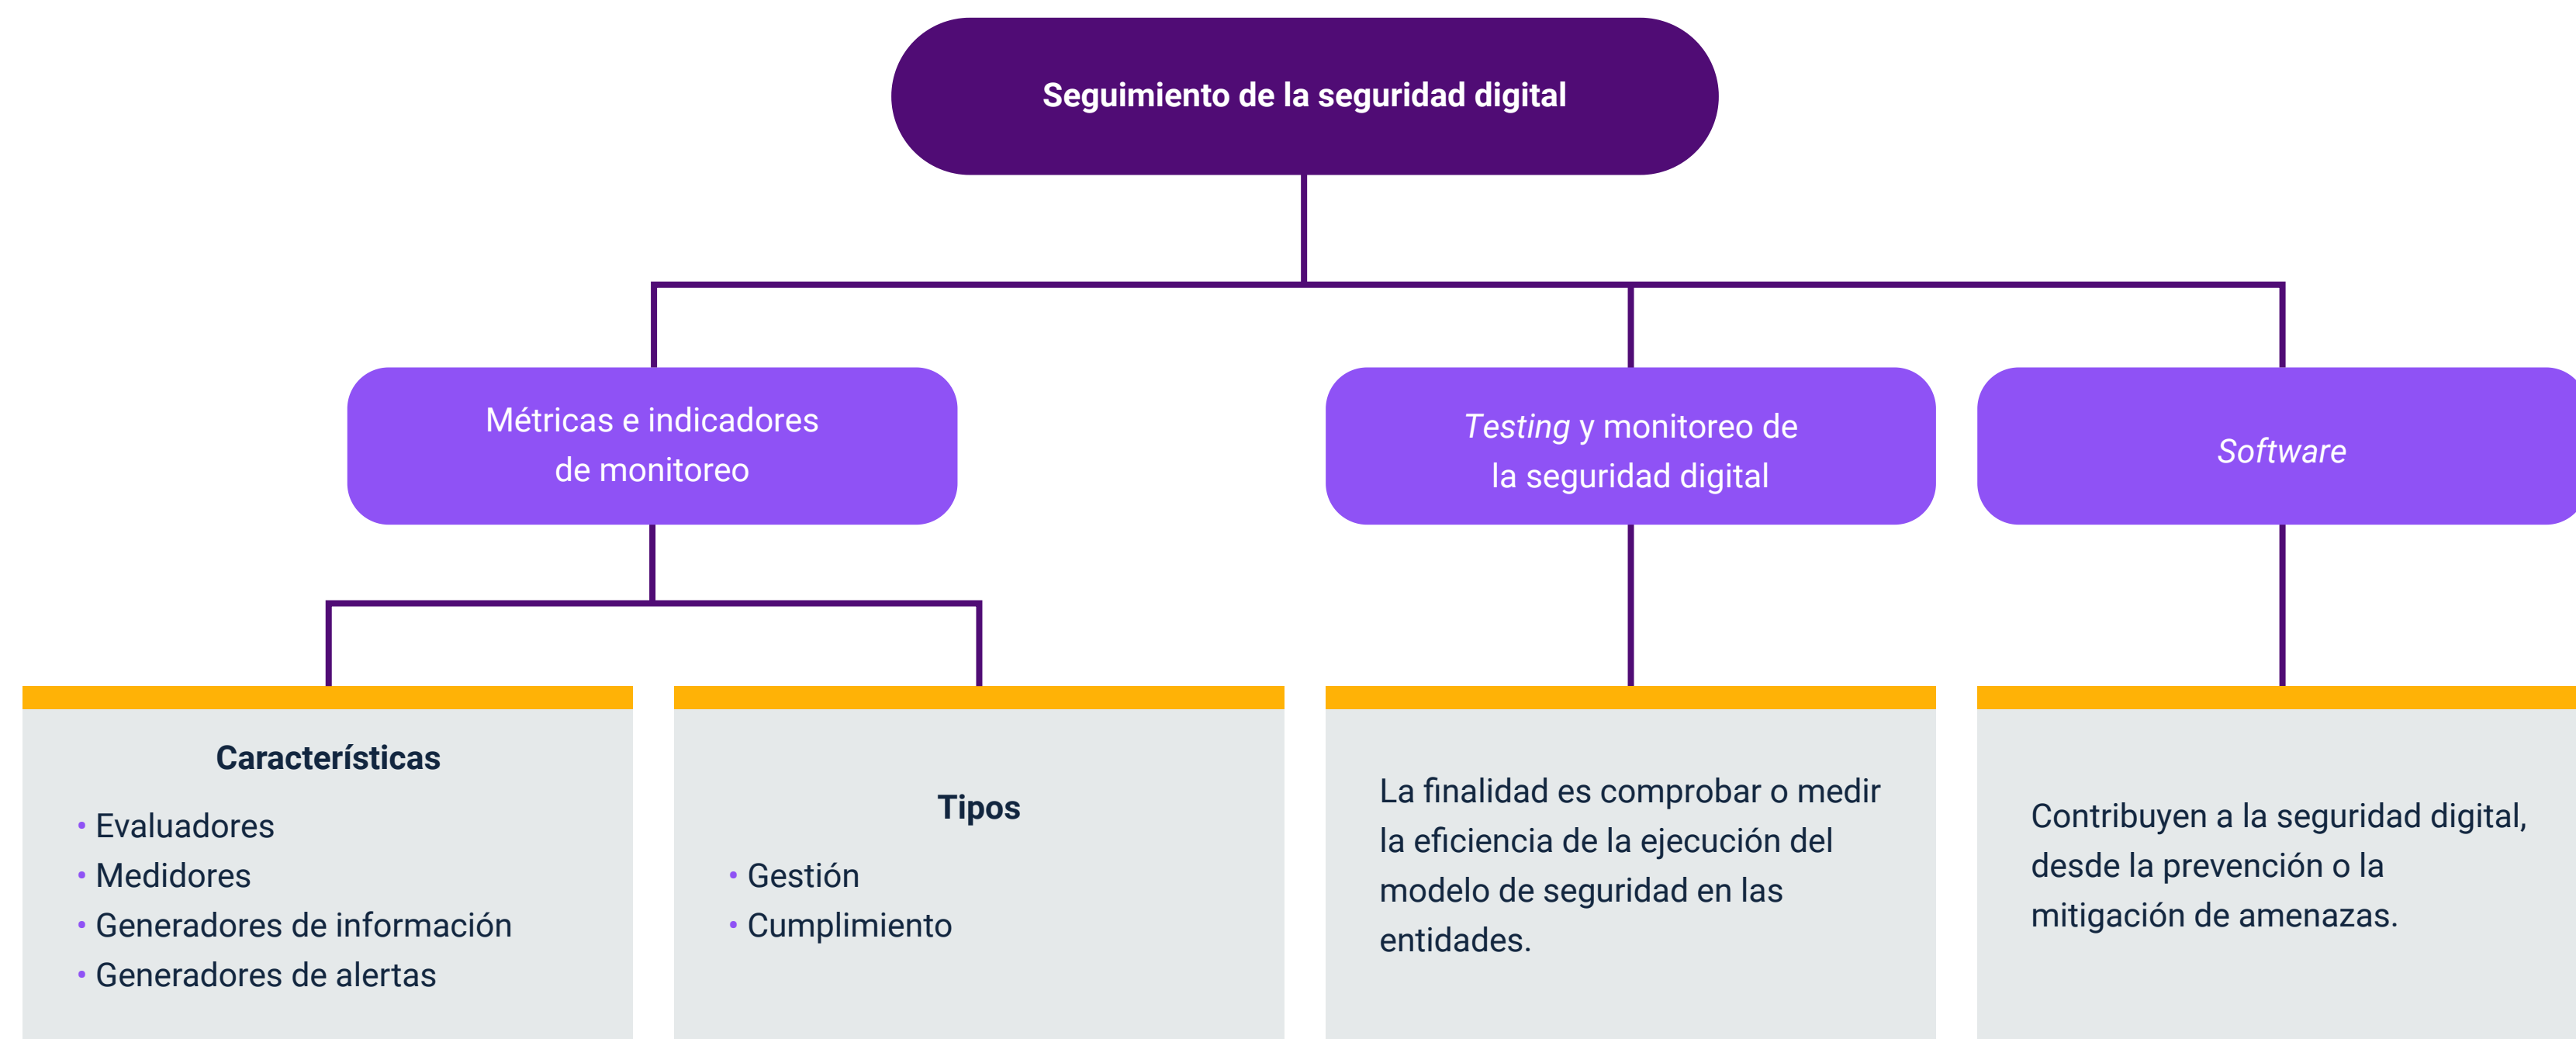 Seguimiento de la seguridad digital
Métricas e indicadores
de monitoreo
Testing y monitoreo de
la seguridad digital
Software
Características
• Evaluadores
• Medidores
• Generadores de información
• Generadores de alertas
Tipos
• Gestión
• Cumplimiento
La finalidad es comprobar o medir
la eficiencia de la ejecución del
modelo de seguridad en las
entidades.
Contribuyen a la seguridad digital,
desde la prevención o la
mitigación de amenazas.